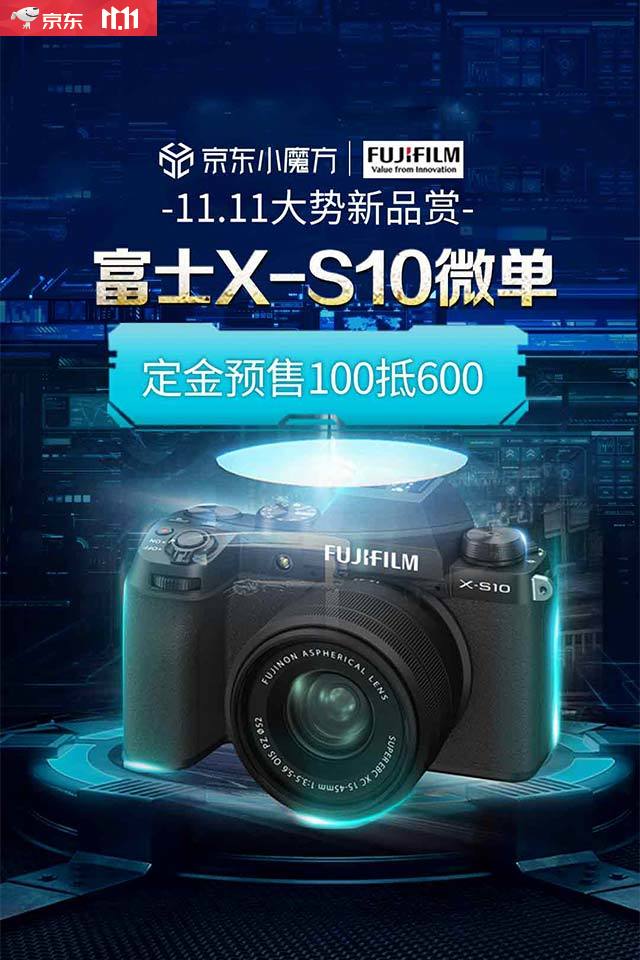 京东 11.11
京东小魔方 | FUJIFILM
Value from Innovation
-11.11大势新品赏-
富士X-S10微单
定金预售100抵600
ON
OFF
FUJIFILM
X-S10
FUJINON ASPHERICAL LENS
SUPER EBC XC 15-45mm 1:3.5-5.6 OIS PZ Ø52